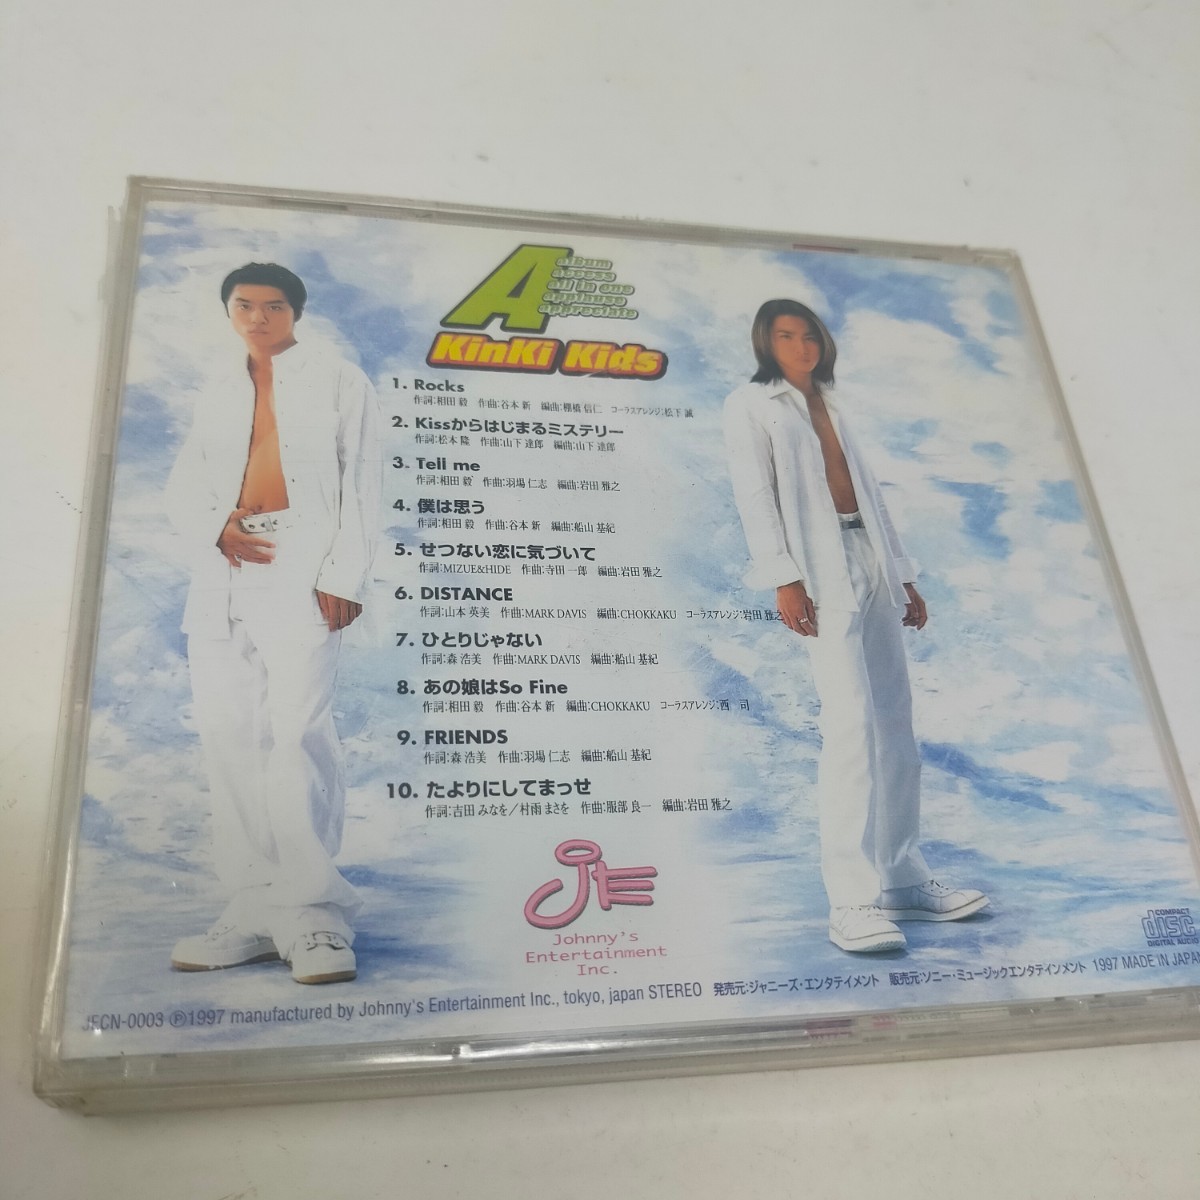 A
album
access
all in one
applause
appreciate
KinKi Kids
1. Rocks
作詞:相田 毅 作曲:谷本 新 編曲:棚橋 信仁 コーラスアレンジ:松下 誠
2. Kissからはじまるミステリー
作詞:松本 隆 作曲:山下 達郎 編曲:山下 達郎
3. Tell me
作詞:相田 毅 作曲:羽場 仁志 編曲:岩田 雅之
4. 僕は思う
作詞:相田 毅 作曲:谷本 新 編曲:船山 基紀
5. せつない恋に気づいて
作詞:MIZUE&HIDE 作曲:寺田 一郎 編曲:岩田 雅之
6. DISTANCE
作詞:山本 英美 作曲:MARK DAVIS 編曲:CHOKKAKU コーラスアレンジ:岩田 雅之
7. ひとりじゃない
作詞:森 浩美 作曲:MARK DAVIS 編曲:船山 基紀
8. あの娘はSo Fine
作詞:相田 毅 作曲:谷本 新 編曲:CHOKKAKU コーラスアレンジ:西 司
9. FRIENDS
作詞:森 浩美 作曲:羽場 仁志 編曲:船山 基紀
10. たよりにしてまっせ
作詞:吉田 みなを/村雨 まさを 作曲:服部 良一 編曲:岩田 雅之
JE
Johnny's
Entertainment
Inc.
COMPACT
disc
DIGITAL AUDIO
JECN-0003 ℗1997 manufactured by Johnny's Entertainment Inc., tokyo, japan STEREO 発売元:ジャニーズ・エンタテイメント 販売元:ソニー・ミュージックエンタテインメント 1997 MADE IN JAPAN